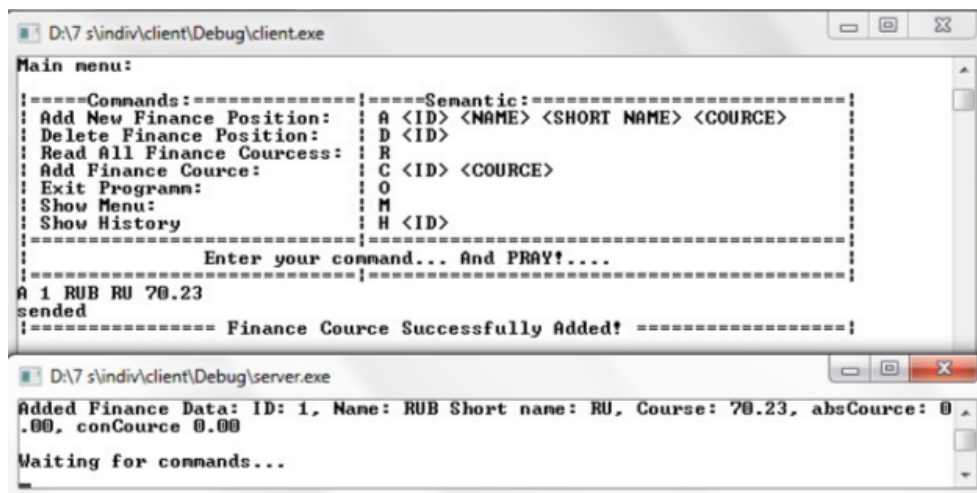 D:\7 s\indiv\client\Debug\client.exe
Main menu:
|=====Commands:==============|=====Semantic:===========================|
| Add New Finance Position: | A <ID> <NAME> <SHORT NAME> <COURCE>
| Delete Finance Position: | D <ID> |
| Read All Finance Courcess: | R |
| Add Finance Cource: | C <ID> <COURCE> |
| Exit Programm: | O |
| Show Menu: | M |
| Show History | H <ID> |
|============================|=========================================|
| Enter your command... And PRAY!.... |
|============================|=========================================|
A 1 RUB RU 70.23
sended
|================ Finance Cource Successfully Added! ==================|
D:\7 s\indiv\client\Debug\server.exe
Added Finance Data: ID: 1, Name: RUB Short name: RU, Course: 70.23, absCource: 0
.00, conCource 0.00
Waiting for commands...